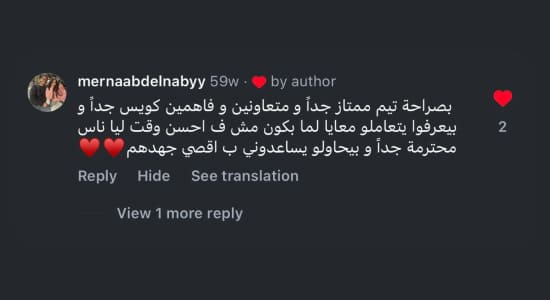 mernaabdelnabyy 59w · ❤️ by author
بصراحة تيم ممتاز جداً و متعاونين و فاهمين كويس جداً و
بيعرفوا يتعاملو معايا لما بكون مش ف احسن وقت ليا ناس
محترمة جداً و بيحاولو يساعدوني ب اقصي جهدهم ❤️❤️
2
Reply Hide See translation
View 1 more reply